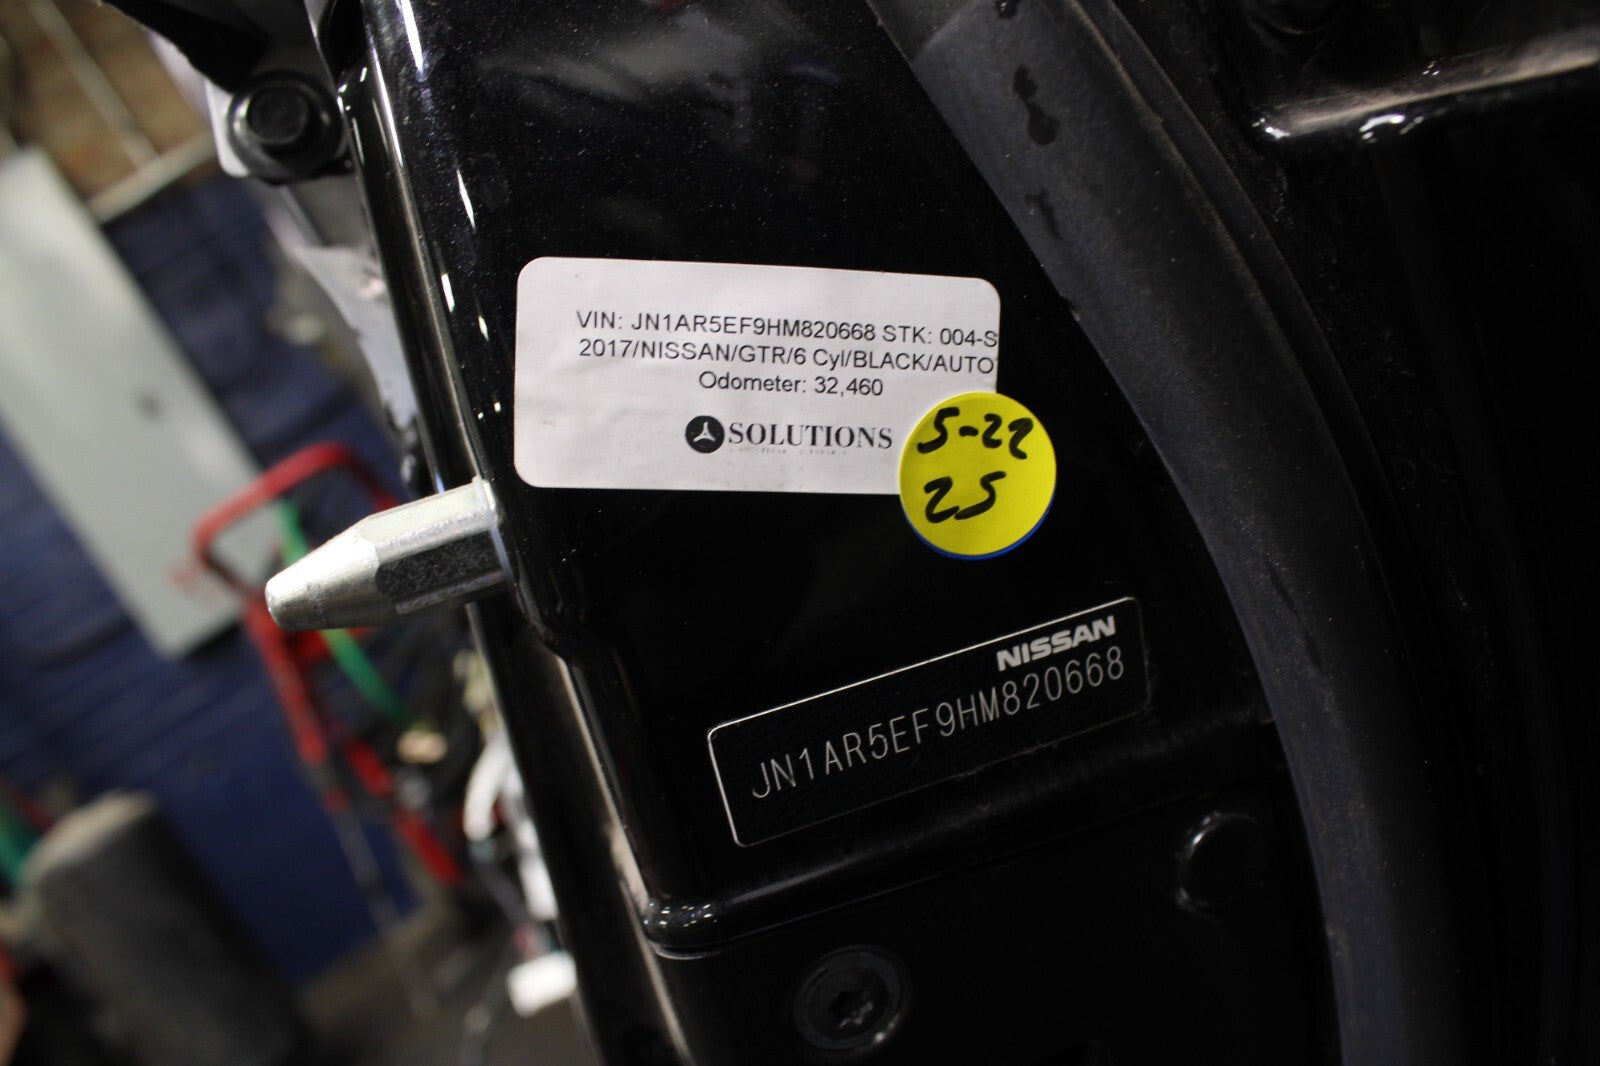 VIN: JN1AR5EF9HM820668 STK: 004-S
2017/NISSAN/GTR/6 Cyl/BLACK/AUTO
Odometer: 32,460
SOLUTIONS
5-22
25
NISSAN
JN1AR5EF9HM820668